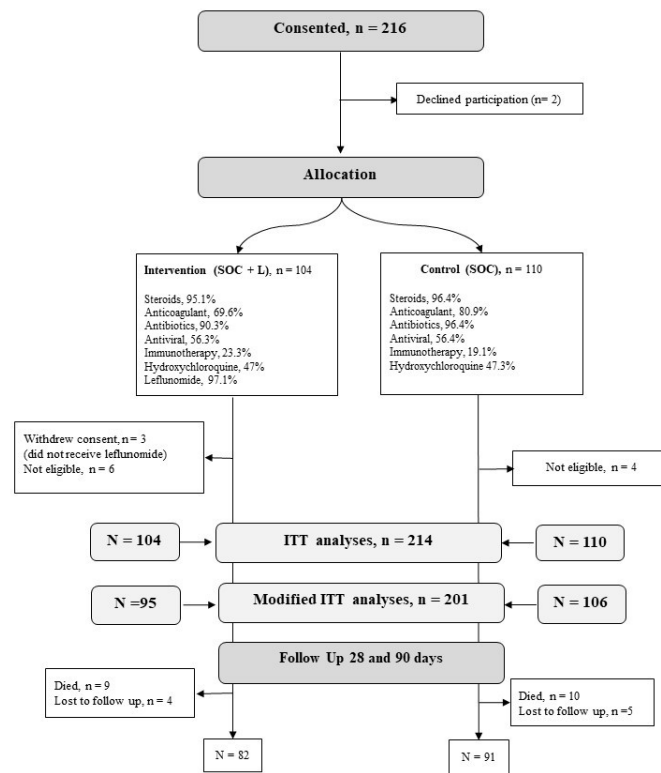 Consented, n = 216
Declined participation (n= 2)
Allocation
Intervention (SOC + L), n = 104
Steroids, 95.1%
Anticoagulant, 69.6%
Antibiotics, 90.3%
Antiviral, 56.3%
Immunotherapy, 23.3%
Hydroxychloroquine, 47%
Leflunomide, 97.1%
Control (SOC), n = 110
Steroids, 96.4%
Anticoagulant, 80.9%
Antibiotics, 96.4%
Antiviral, 56.4%
Immunotherapy, 19.1%
Hydroxychloroquine 47.3%
Withdrew consent, n = 3
(did not receive leflunomide)
Not eligible, n = 6
Not eligible, n = 4
N = 104
ITT analyses, n = 214
N = 110
N =95
Modified ITT analyses, n = 201
N = 106
Follow Up 28 and 90 days
Died, n = 9
Lost to follow up, n = 4
Died, n = 10
Lost to follow up, n =5
N = 82
N = 91